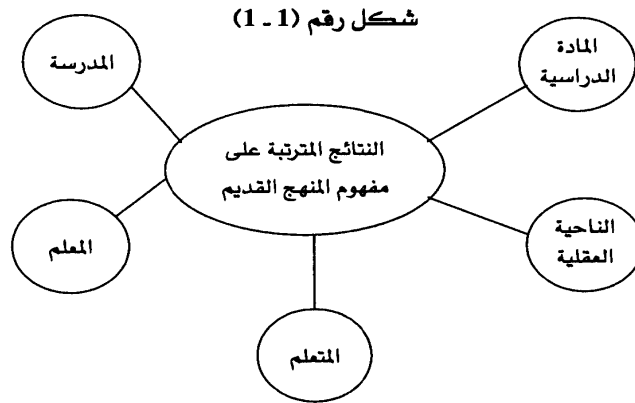 شكل رقم (1 ـ 1)
المادة
الدراسية
المدرسة
النتائج المترتبة على
مفهوم المنهج القديم
الناحية
العقلية
المعلم
المتعلم